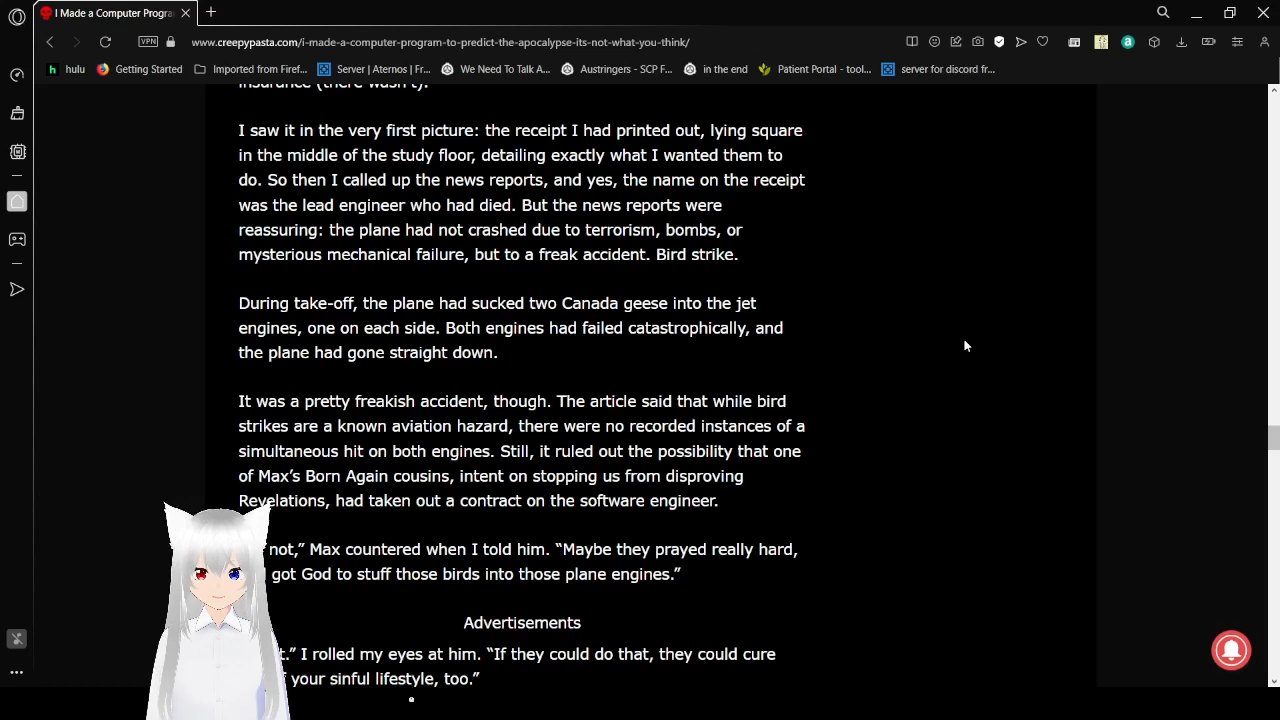 I Made a Computer Progra
www.creepypasta.com/i-made-a-computer-program-to-predict-the-apocalypse-its-not-what-you-think/
VPN
hulu Getting Started Imported from Firef... Server | Aternos | Fr... We Need To Talk A... Austringers - SCP F... in the end Patient Portal - tool... server for discord fr...
insurance (there wasn't).
I saw it in the very first picture: the receipt I had printed out, lying square
in the middle of the study floor, detailing exactly what I wanted them to
do. So then I called up the news reports, and yes, the name on the receipt
was the lead engineer who had died. But the news reports were
reassuring: the plane had not crashed due to terrorism, bombs, or
mysterious mechanical failure, but to a freak accident. Bird strike.
During take-off, the plane had sucked two Canada geese into the jet
engines, one on each side. Both engines had failed catastrophically, and
the plane had gone straight down.
It was a pretty freakish accident, though. The article said that while bird
strikes are a known aviation hazard, there were no recorded instances of a
simultaneous hit on both engines. Still, it ruled out the possibility that one
of Max's Born Again cousins, intent on stopping us from disproving
Revelations, had taken out a contract on the software engineer.
not,” Max countered when I told him. “Maybe they prayed really hard,
got God to stuff those birds into those plane engines.”
Advertisements
I rolled my eyes at him. “If they could do that, they could cure
your sinful lifestyle, too.”